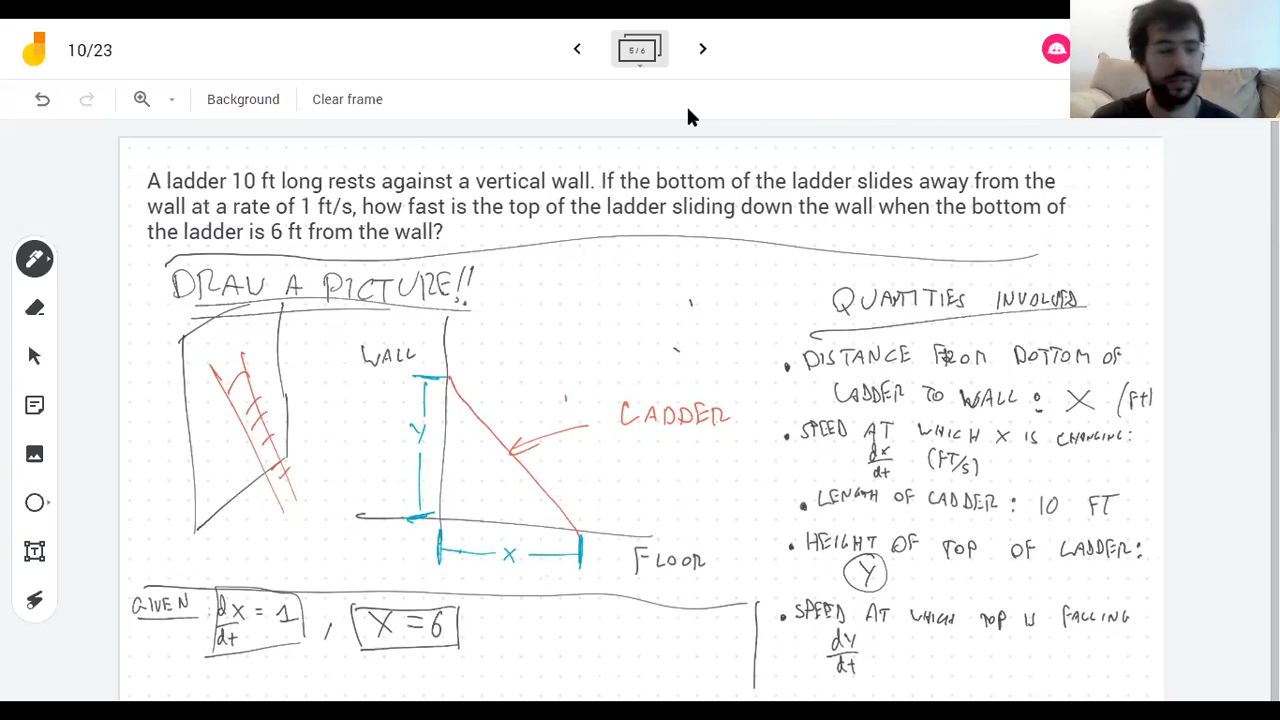 10/23
5/6
Background
Clear frame
A ladder 10 ft long rests against a vertical wall. If the bottom of the ladder slides away from the
wall at a rate of 1 ft/s, how fast is the top of the ladder sliding down the wall when the bottom of
the ladder is 6 ft from the wall?
DRAW A PICTURE!!
WALL
y
LADDER
x
FLOOR
GIVEN: dx/dt = 1, X = 6
QUANTITIES INVOLVED
• DISTANCE FROM BOTTOM OF
LADDER TO WALL: X (ft)
• SPEED AT WHICH X IS CHANGING:
dx/dt (FT/S)
• LENGTH OF LADDER: 10 FT
• HEIGHT OF TOP OF LADDER:
Y
• SPEED AT WHICH TOP IS FALLING
dY/dt